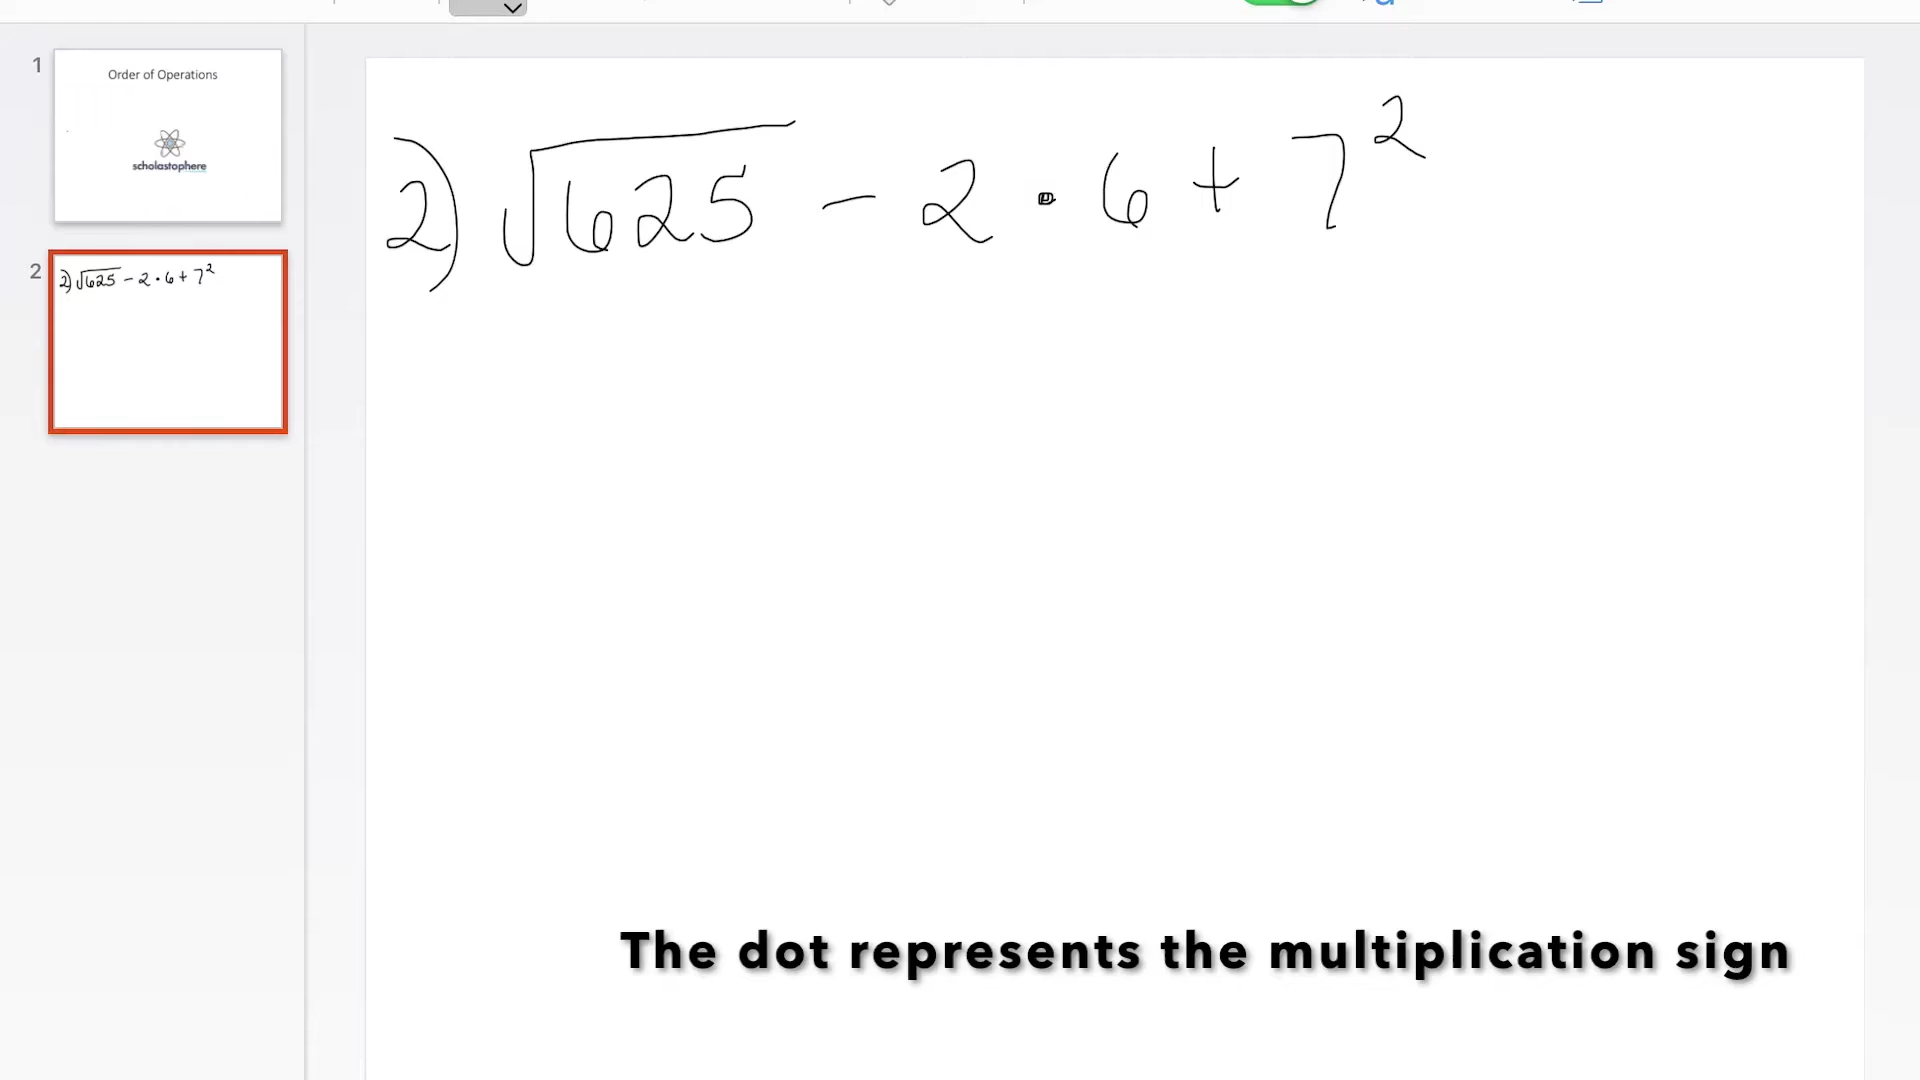 1
Order of Operations
scholastophere
2
2) √625 - 2 · 6 + 7²
2) √625 - 2 · 6 + 7²
The dot represents the multiplication sign